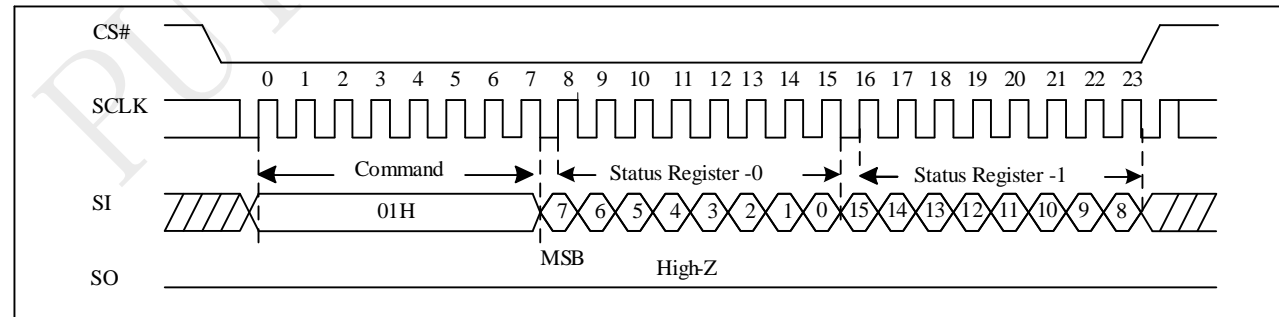 CS#
0 1 2 3 4 5 6 7 8 9 10 11 12 13 14 15 16 17 18 19 20 21 22 23
SCLK
Command Status Register -0 Status Register -1
SI 01H 7 6 5 4 3 2 1 0 15 14 13 12 11 10 9 8
MSB
SO High-Z